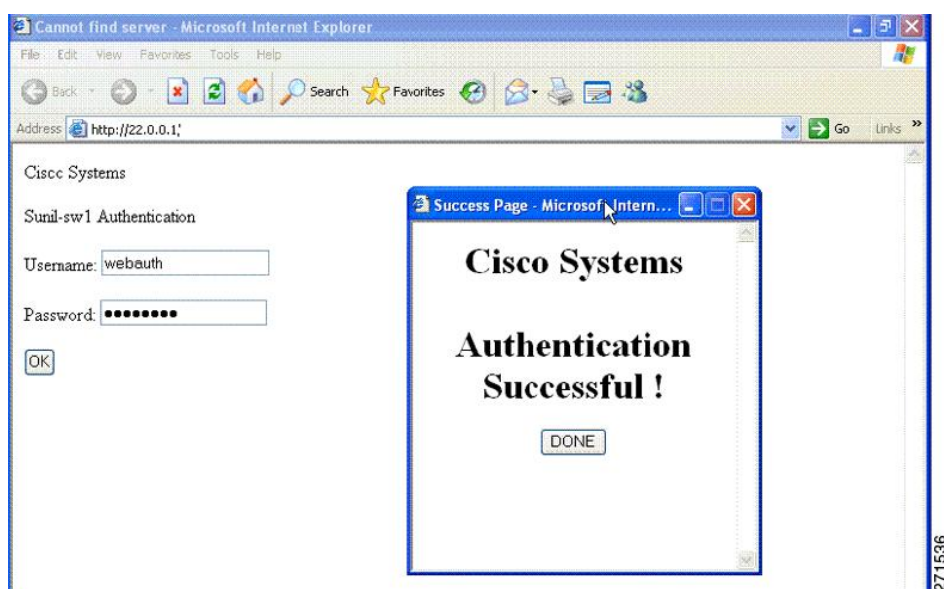 Cannot find server - Microsoft Internet Explorer
File Edit View Favorites Tools Help
Back Search Favorites
Address http://22.0.0.1;' Go Links »
Cisco Systems
Sunil-sw1 Authentication
Username: webauth
Password: ●●●●●●●●
OK
Success Page - Microsoft Intern...
Cisco Systems
Authentication
Successful !
DONE
271536